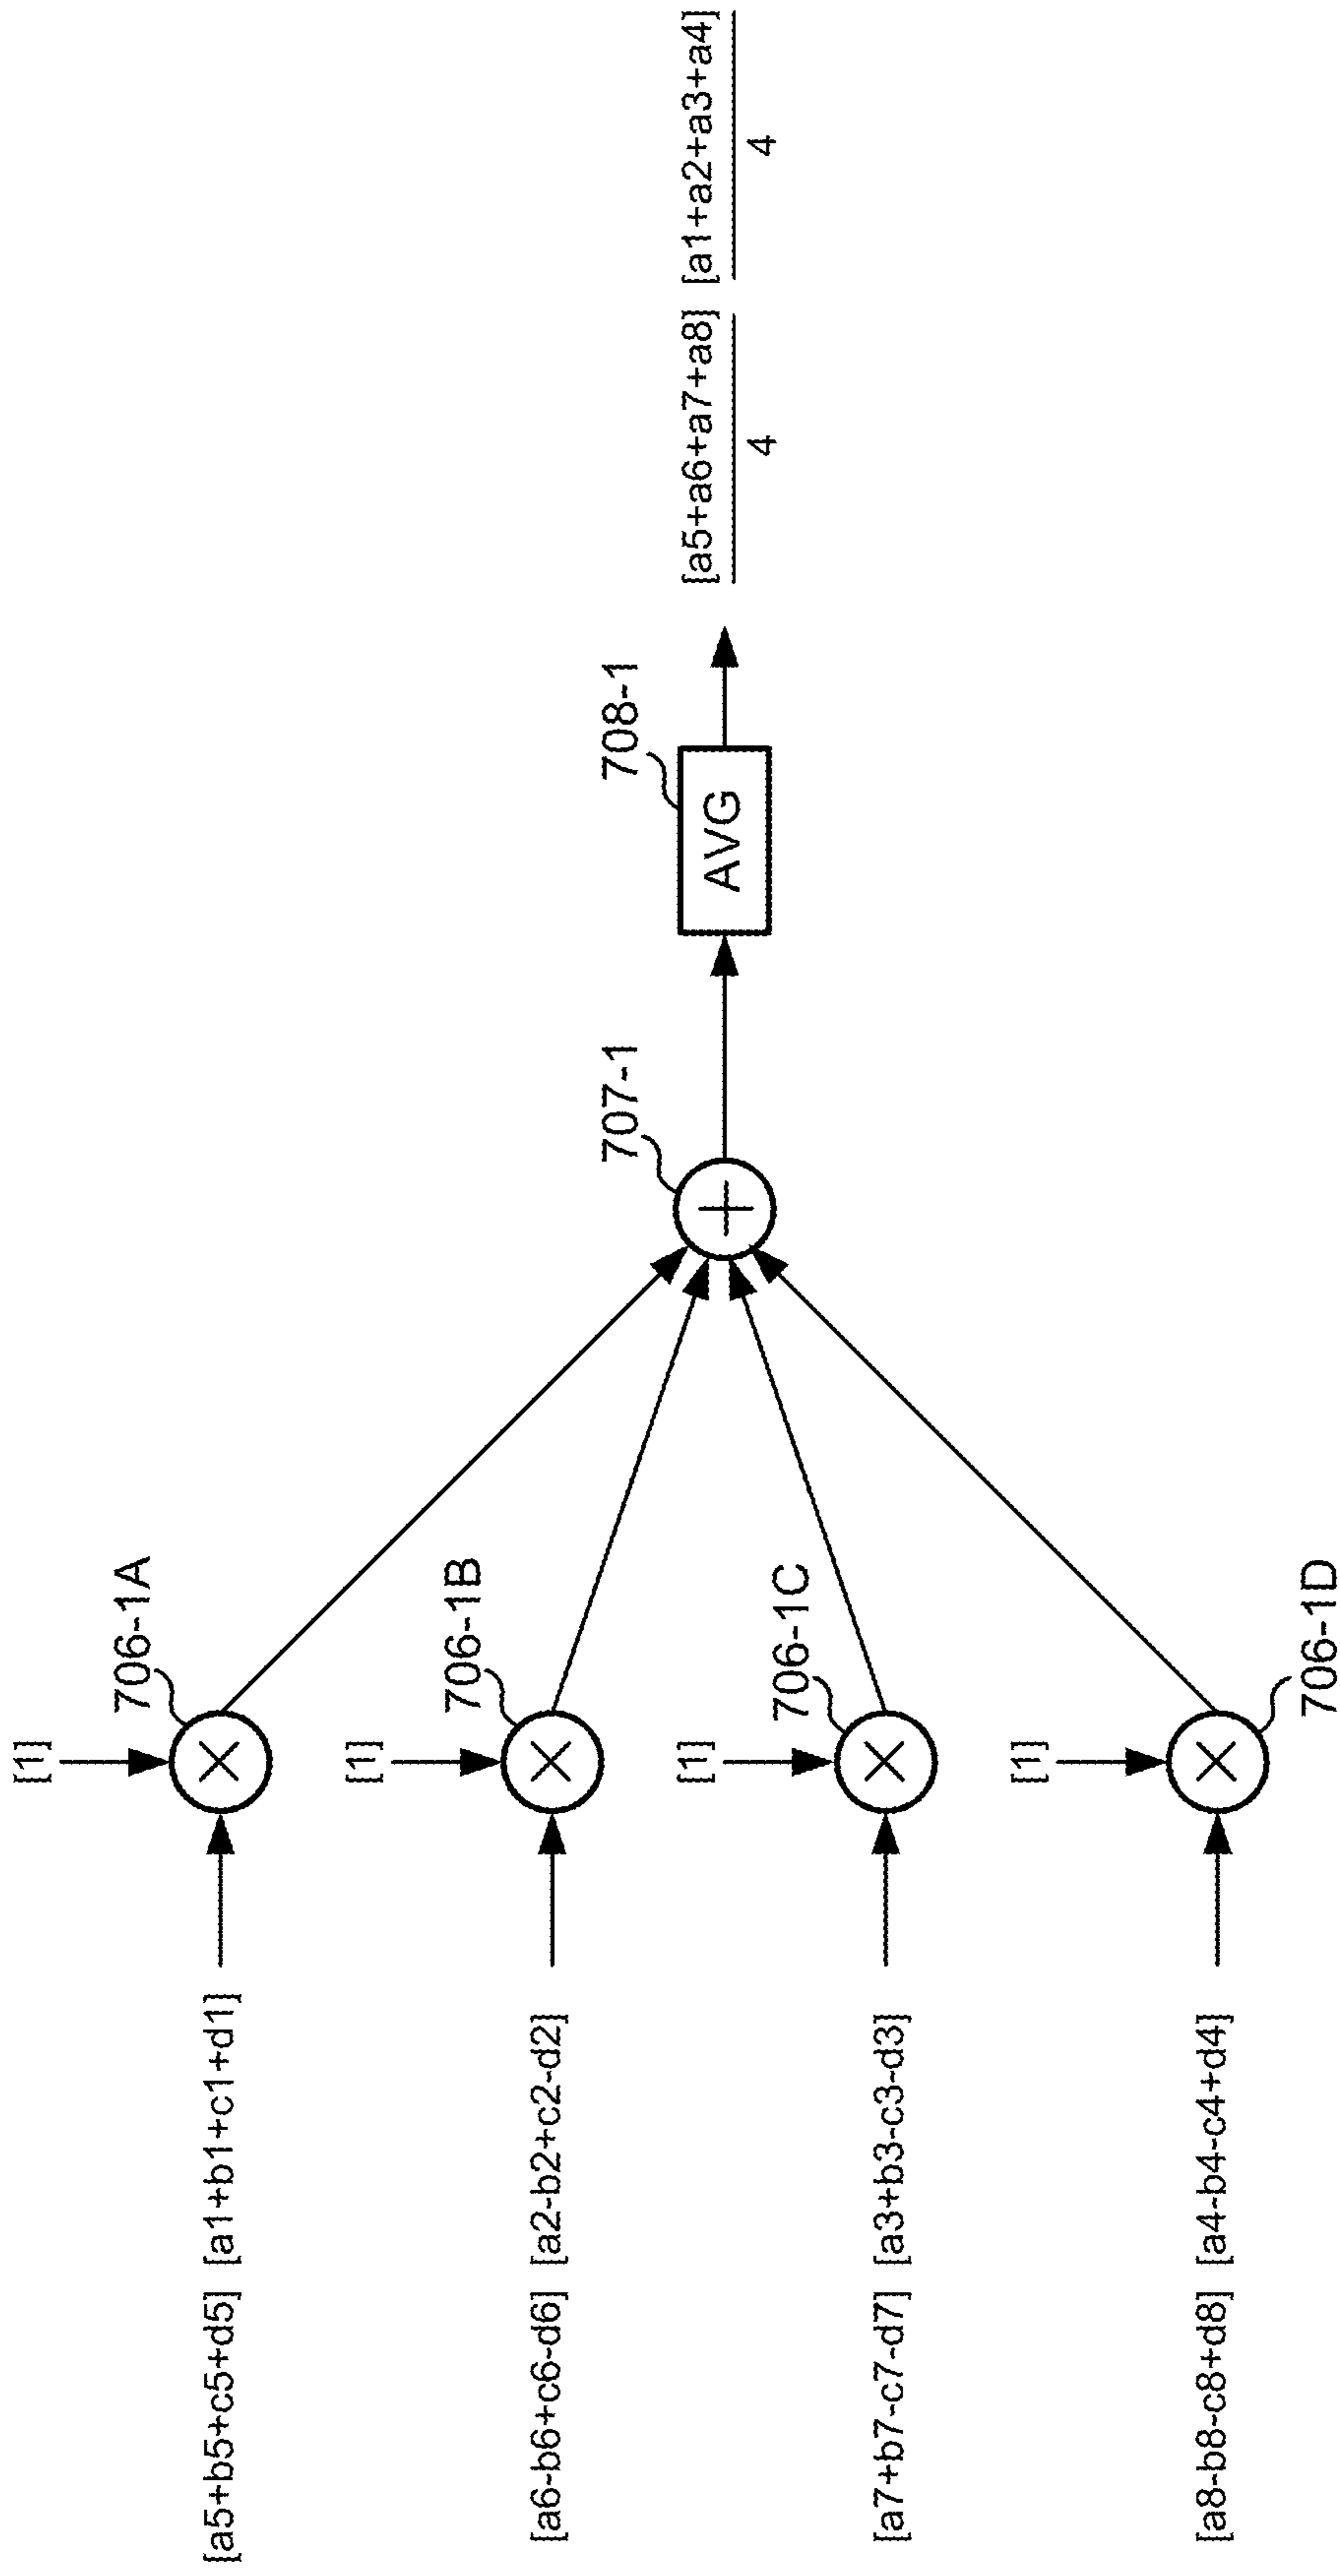 [1]
706-1A
[a5+b5+c5+d5] [a1+b1+c1+d1]
[1]
706-1B
[a6-b6+c6-d6] [a2-b2+c2-d2]
707-1
708-1
AVG
[a5+a6+a7+a8] [a1+a2+a3+a4]
4 4
[1]
706-1C
[a7+b7-c7-d7] [a3+b3-c3-d3]
[1]
[a8-b8-c8+d8] [a4-b4-c4+d4]
706-1D